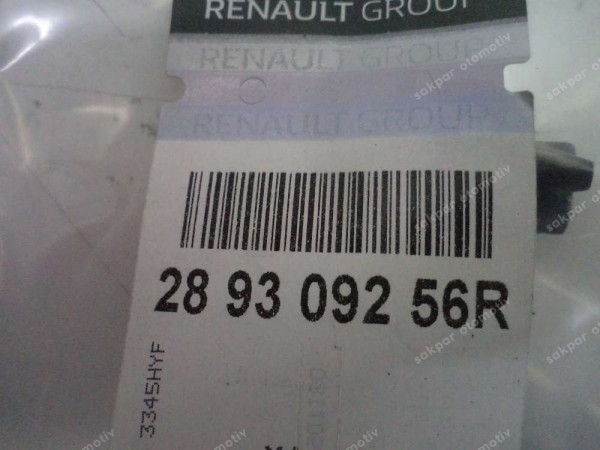 RENAULT GROUP
RENAULT GROUP
RENAULT GROUP
28 93 092 56R
3345HYF
sakpar otomotiv
sakpar otomotiv
sakpar otomotiv
sakpar otomotiv